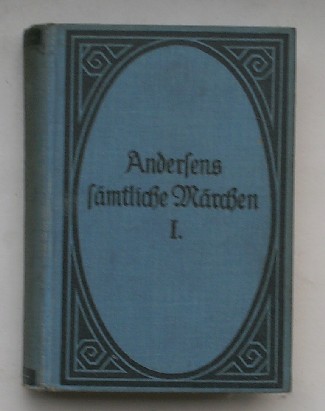 Anderſens
ſämtliche Märchen
I.